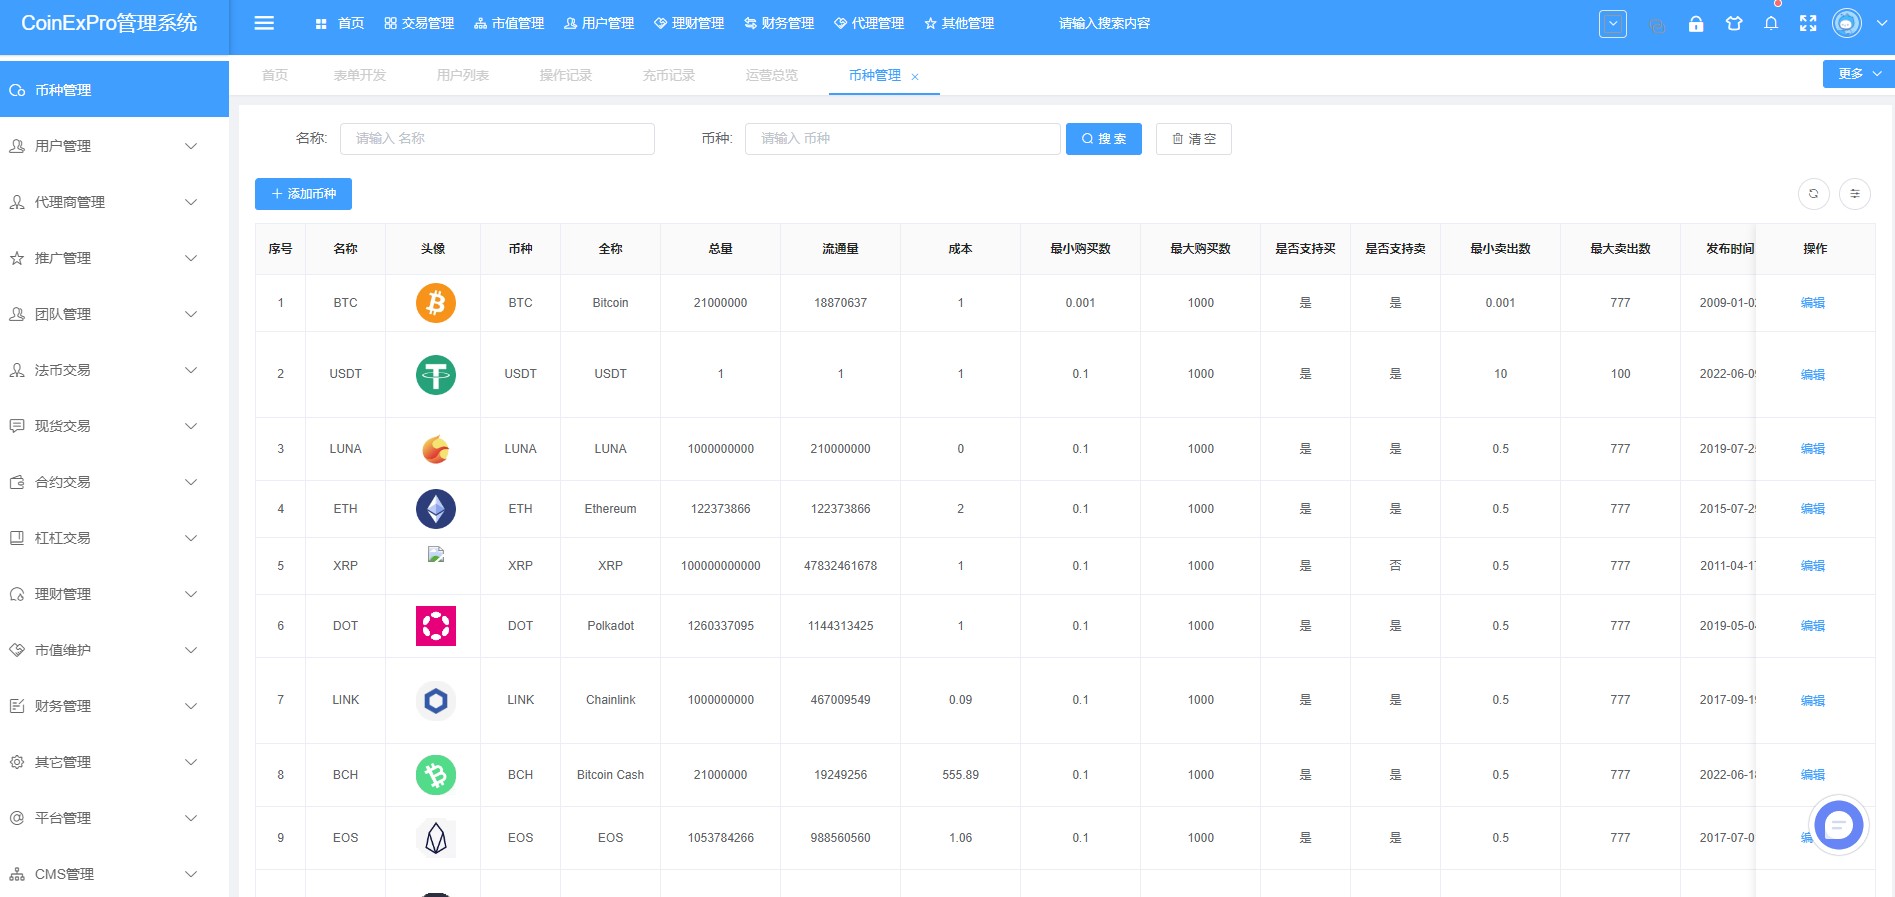 CoinExPro管理系统
首页 交易管理 市值管理 用户管理 理财管理 财务管理 代理管理 其他管理 请输入搜索内容
首页 表单开发 用户列表 操作记录 充币记录 运营总览 币种管理 更多
币种管理
用户管理
代理商管理
推广管理
团队管理
法币交易
现货交易
合约交易
杠杠交易
理财管理
市值维护
财务管理
其它管理
平台管理
CMS管理
名称: 请输入 名称 币种: 请输入 币种 搜索 清空
添加币种
序号 名称 头像 币种 全称 总量 流通量 成本 最小购买数 最大购买数 是否支持买 是否支持卖 最小卖出数 最大卖出数 发布时间 操作
1 BTC BTC Bitcoin 21000000 18870637 1 0.001 1000 是 是 0.001 777 2009-01-0 编辑
2 USDT USDT USDT 1 1 1 0.1 1000 是 是 10 100 2022-06-0 编辑
3 LUNA LUNA LUNA 1000000000 210000000 0 0.1 1000 是 是 0.5 777 2019-07-2 编辑
4 ETH ETH Ethereum 122373866 122373866 2 0.1 1000 是 是 0.5 777 2015-07-2 编辑
5 XRP XRP XRP 100000000000 47832461678 1 0.1 1000 是 否 0.5 777 2011-04-1 编辑
6 DOT DOT Polkadot 1260337095 1144313425 1 0.1 1000 是 是 0.5 777 2019-05-0 编辑
7 LINK LINK Chainlink 1000000000 467009549 0.09 0.1 1000 是 是 0.5 777 2017-09-1 编辑
8 BCH BCH Bitcoin Cash 21000000 19249256 555.89 0.1 1000 是 是 0.5 777 2022-06-1 编辑
9 EOS EOS EOS 1053784266 988560560 1.06 0.1 1000 是 是 0.5 777 2017-07-0 编